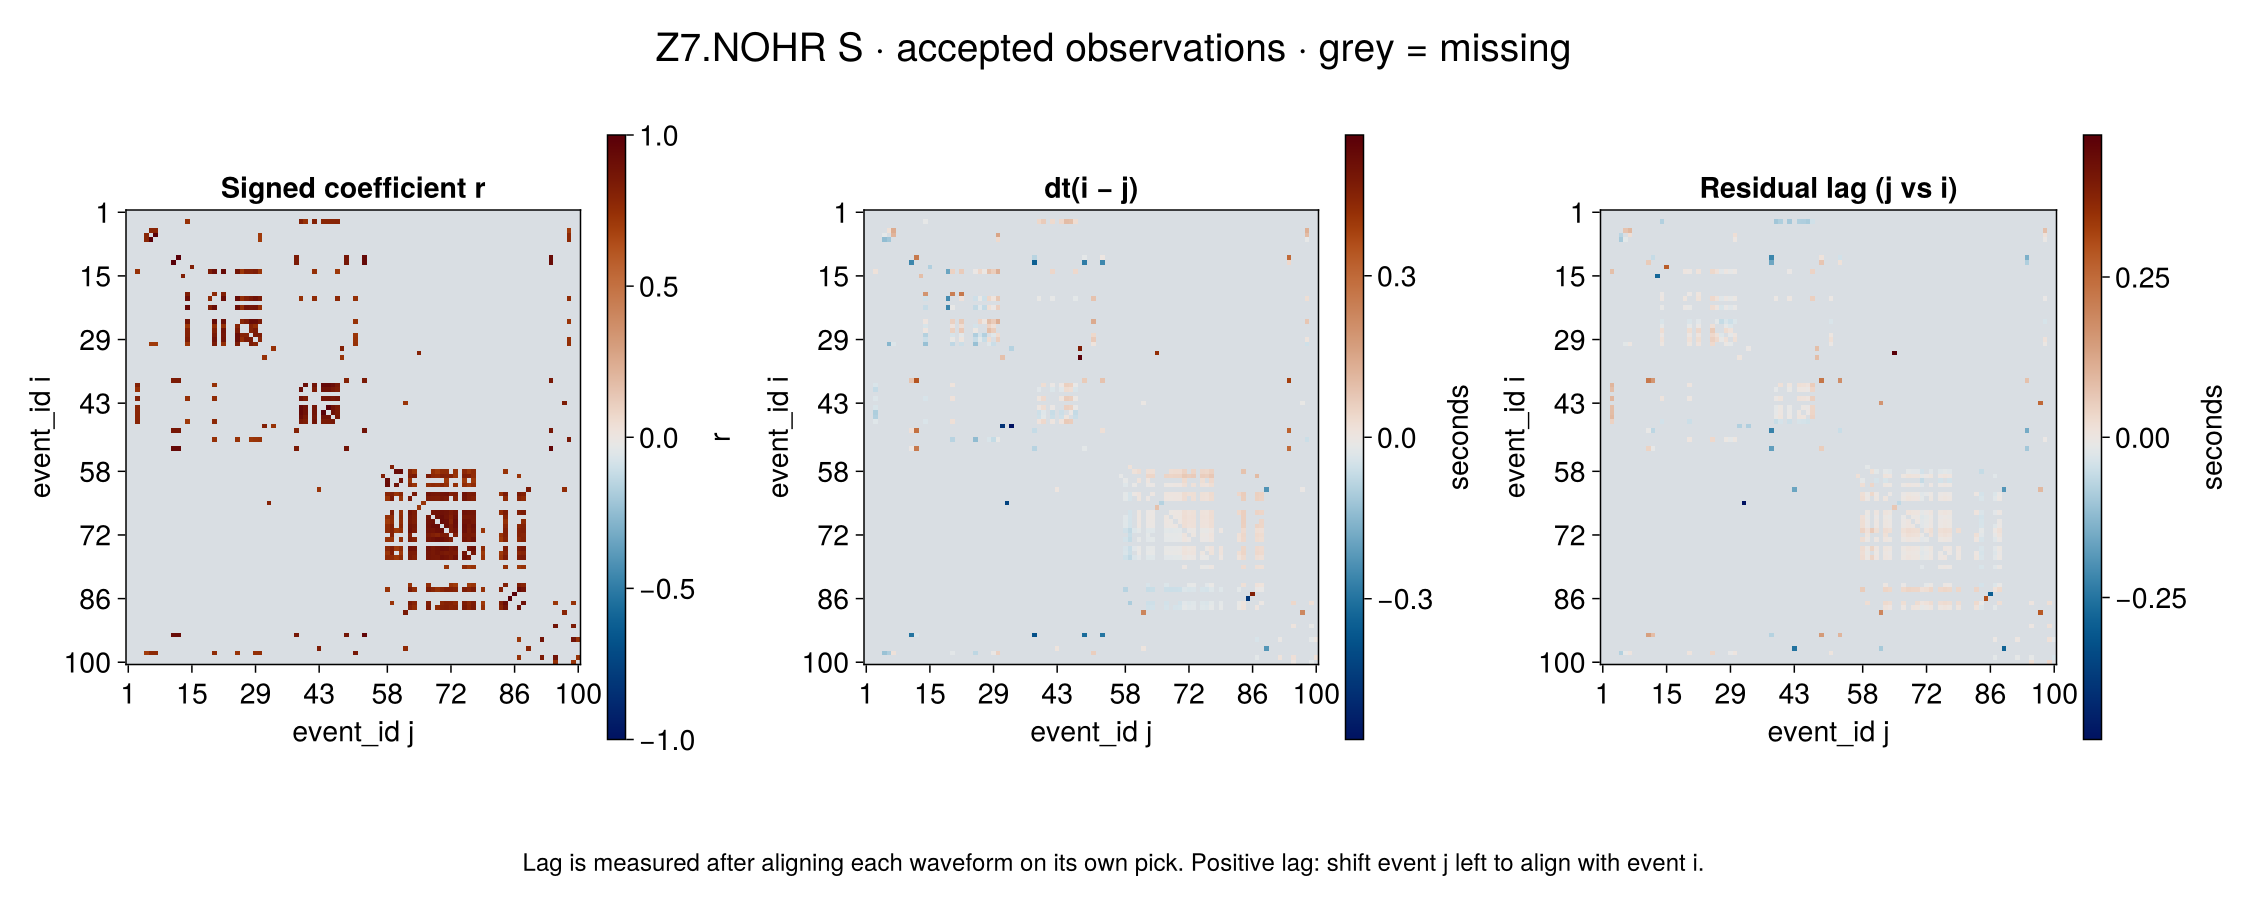 Z7.NOHR S · accepted observations · grey = missing
Signed coefficient r
event_id i
1
15
29
43
58
72
86
100
1 15 29 43 58 72 86 100
event_id j
1.0
0.5
0.0
−0.5
−1.0
r
dt(i − j)
event_id i
1
15
29
43
58
72
86
100
1 15 29 43 58 72 86 100
event_id j
0.3
0.0
−0.3
seconds
Residual lag (j vs i)
event_id i
1
15
29
43
58
72
86
100
1 15 29 43 58 72 86 100
event_id j
0.25
0.00
−0.25
seconds
Lag is measured after aligning each waveform on its own pick. Positive lag: shift event j left to align with event i.